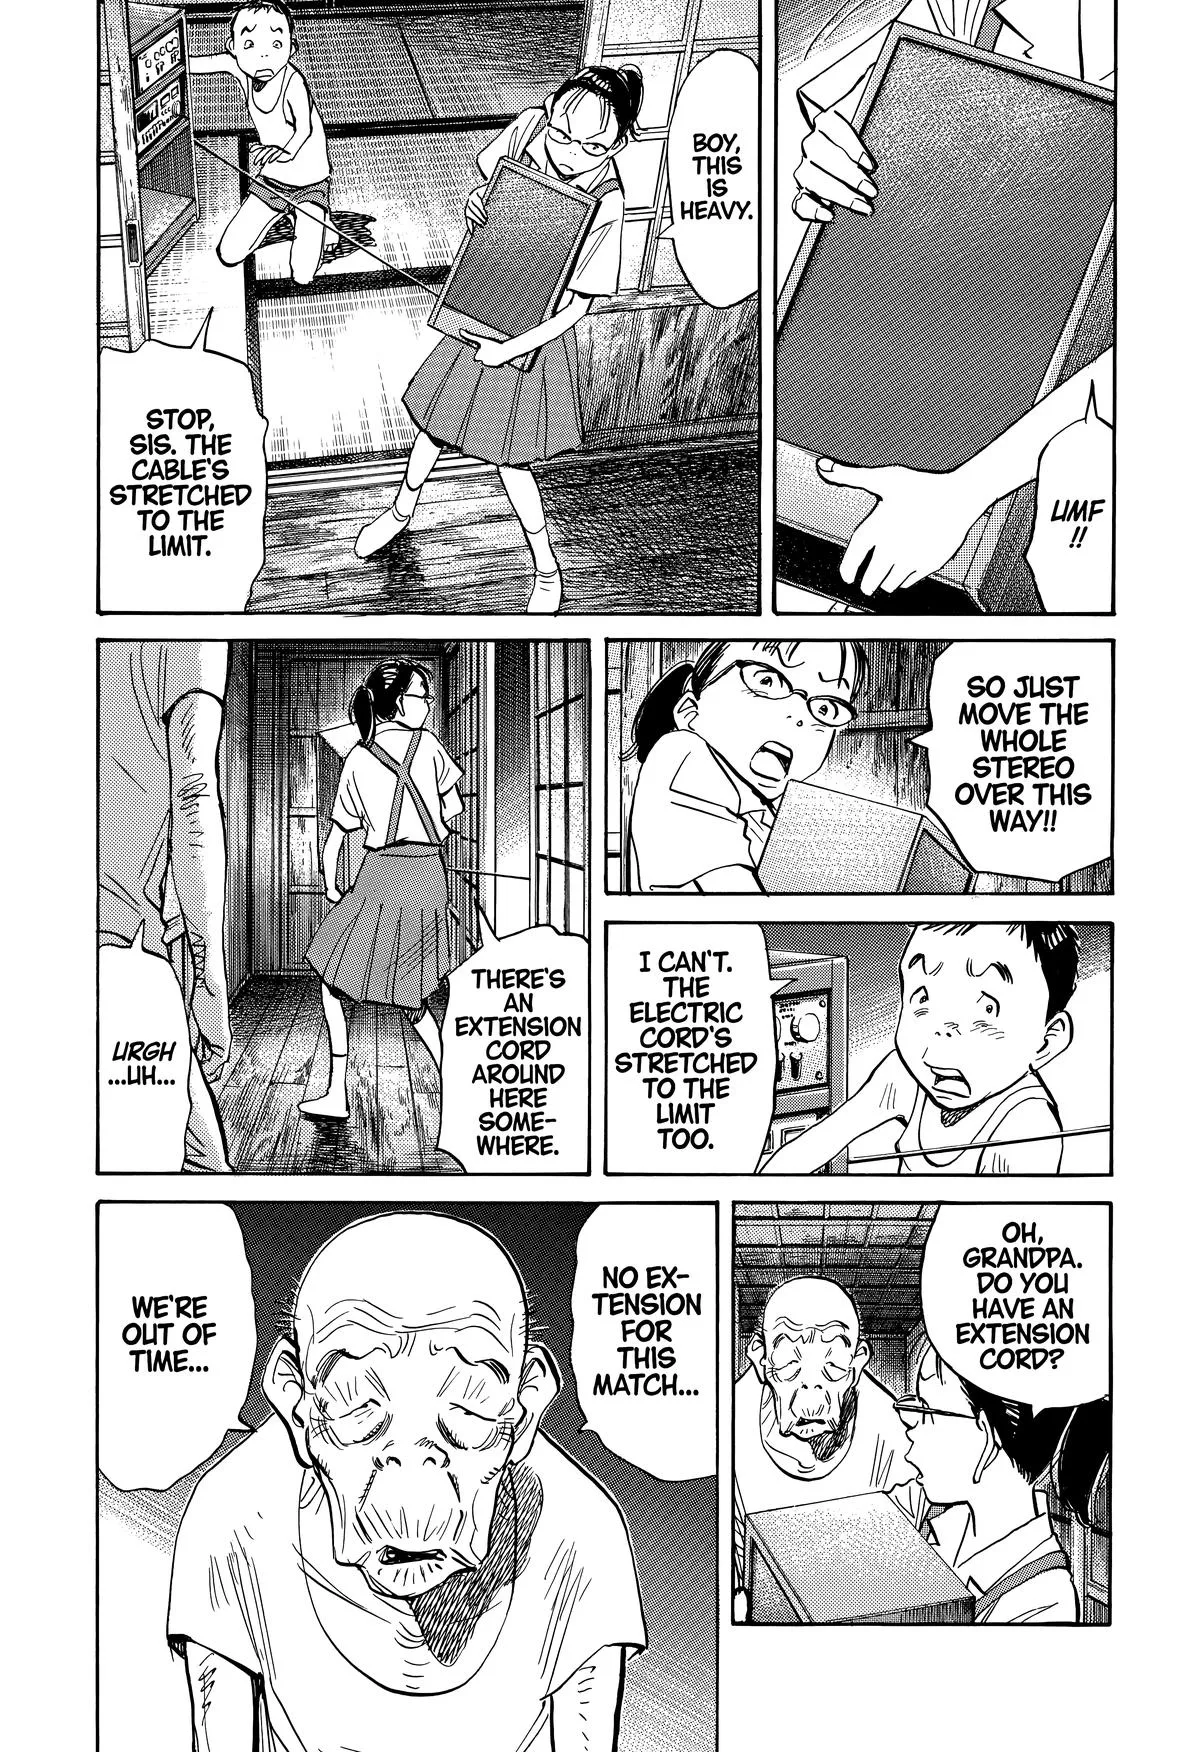 UMF
!!
BOY,
THIS
IS
HEAVY.
STOP,
SIS. THE
CABLE'S
STRETCHED
TO THE
LIMIT.
SO JUST
MOVE THE
WHOLE
STEREO
OVER THIS
WAY!!
I CAN'T.
THE
ELECTRIC
CORD'S
STRETCHED
TO THE
LIMIT
TOO.
THERE'S
AN
EXTENSION
CORD
AROUND
HERE
SOME-
WHERE.
URGH
...UH...
OH,
GRANDPA.
DO YOU
HAVE AN
EXTENSION
CORD?
NO EX-
TENSION
FOR
THIS
MATCH...
WE'RE
OUT OF
TIME...